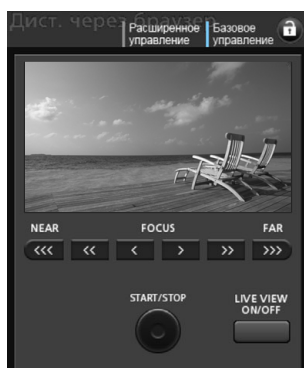 Дист. через браузер
Расширенное управление
Базовое управление
NEAR FOCUS FAR
<<< << < > >> >>>
START/STOP
LIVE VIEW
ON/OFF